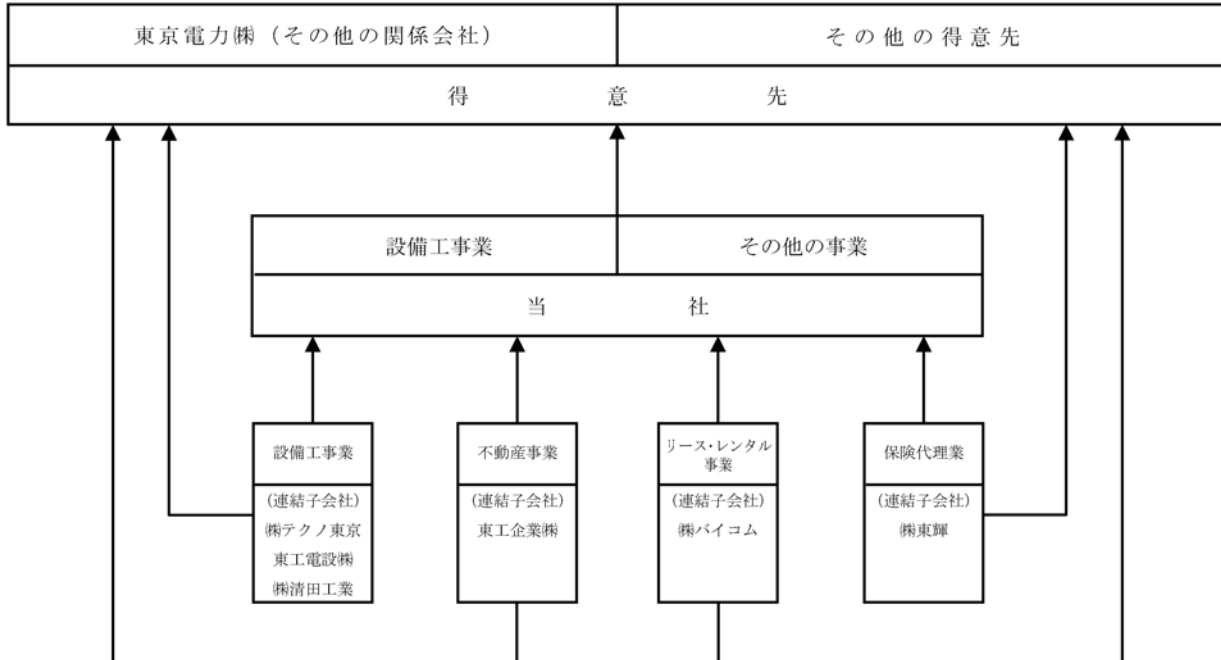 東京電力㈱（その他の関係会社）
その他の得意先
得意先
設備工事業
その他の事業
当社
設備工事業
(連結子会社)
㈱テクノ東京
東工電設㈱
㈱清田工業
不動産事業
(連結子会社)
東工企業㈱
リース・レンタル
事業
(連結子会社)
㈱バイコム
保険代理業
(連結子会社)
㈱東輝